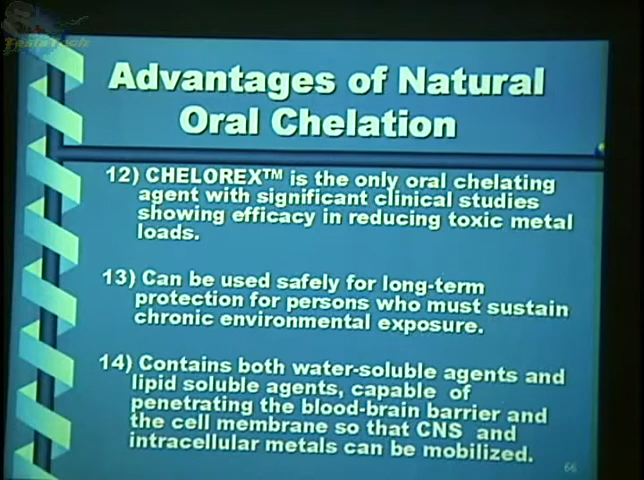 Advantages of Natural
Oral Chelation
12) CHELOREX™ is the only oral chelating
agent with significant clinical studies
showing efficacy in reducing toxic metal
loads.
13) Can be used safely for long-term
protection for persons who must sustain
chronic environmental exposure.
14) Contains both water-soluble agents and
lipid soluble agents, capable of
penetrating the blood-brain barrier and
the cell membrane so that CNS and
intracellular metals can be mobilized.
66